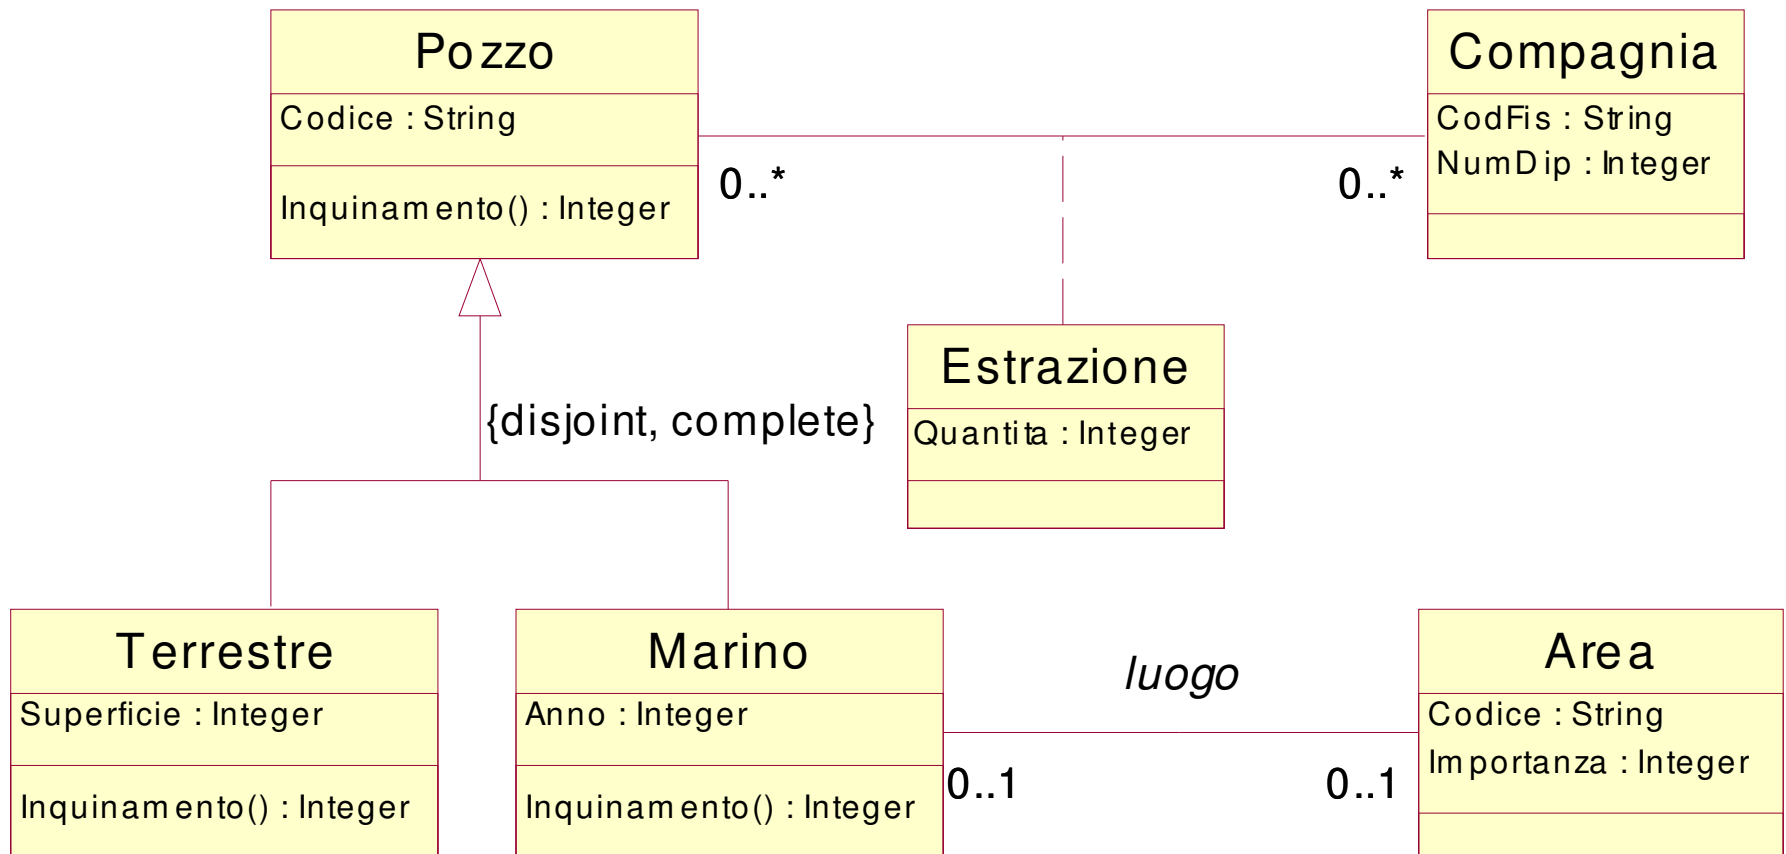 Pozzo
Codice : String
Inquinamento() : Integer
0..*
0..*
Compagnia
CodFis : String
NumDip : Integer
{disjoint, complete}
Estrazione
Quantita : Integer
Terrestre
Superficie : Integer
Inquinamento() : Integer
Marino
Anno : Integer
Inquinamento() : Integer
luogo
0..1
0..1
Area
Codice : String
Importanza : Integer